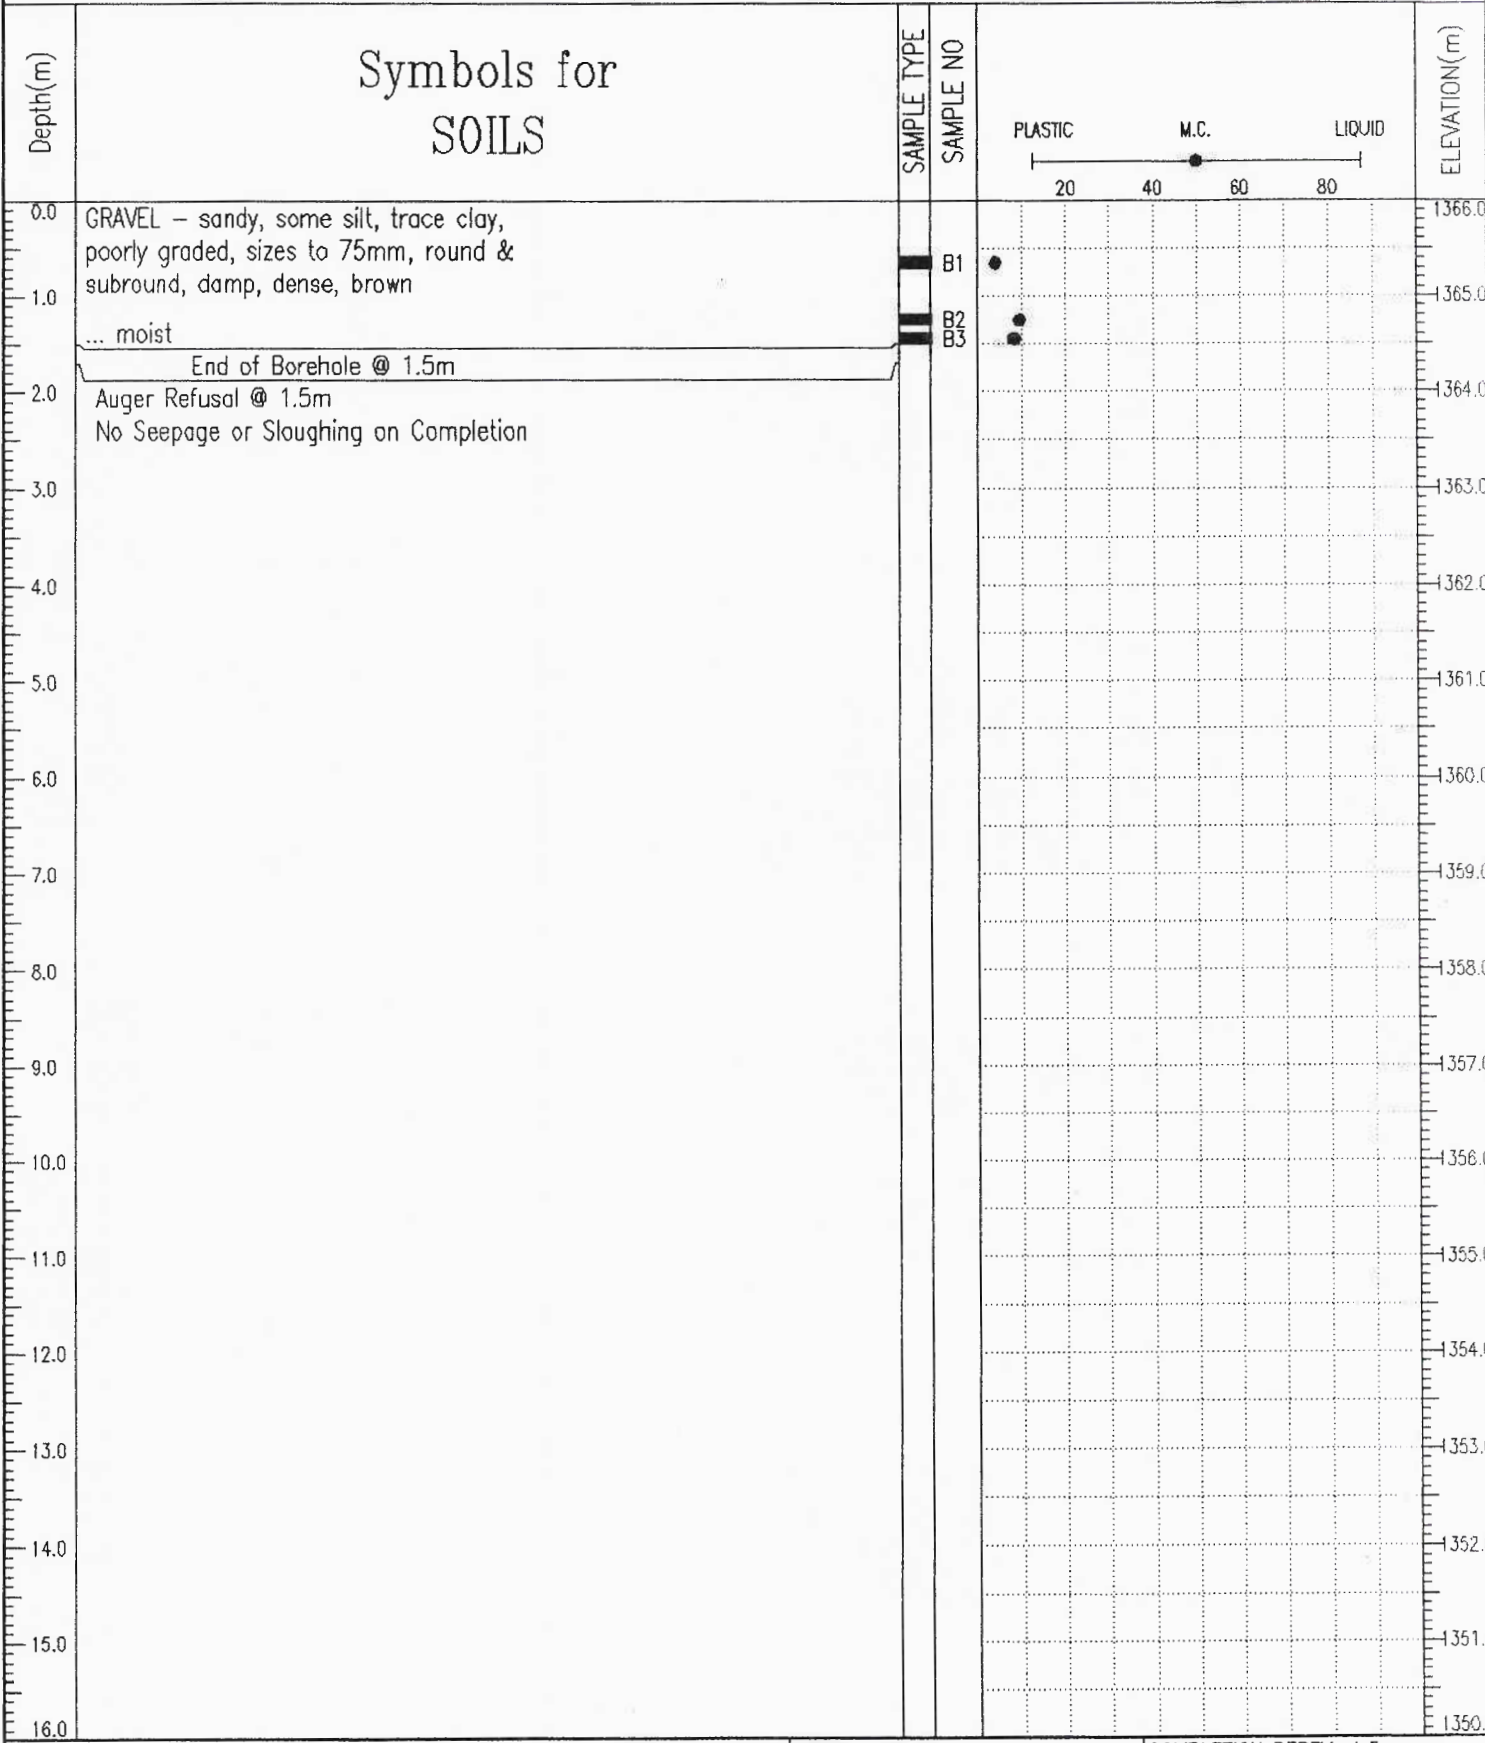 Depth(m)
Symbols for
SOILS
SAMPLE TYPE
SAMPLE NO
PLASTIC M.C. LIQUID
20 40 60 80
ELEVATION(m)
0.0 GRAVEL – sandy, some silt, trace clay, 1366.0
poorly graded, sizes to 75mm, round &
B1
subround, damp, dense, brown
1.0 1365.0
B2
... moist B3
End of Borehole @ 1.5m
2.0 Auger Refusal @ 1.5m 1364.0
No Seepage or Sloughing on Completion
3.0 1363.0
4.0 1362.0
5.0 1361.0
6.0 1360.0
7.0 1359.0
8.0 1358.0
9.0 1357.0
10.0 1356.0
11.0 1355.0
12.0 1354.
13.0 1353.
14.0 1352.
15.0 1351.
16.0 1350.